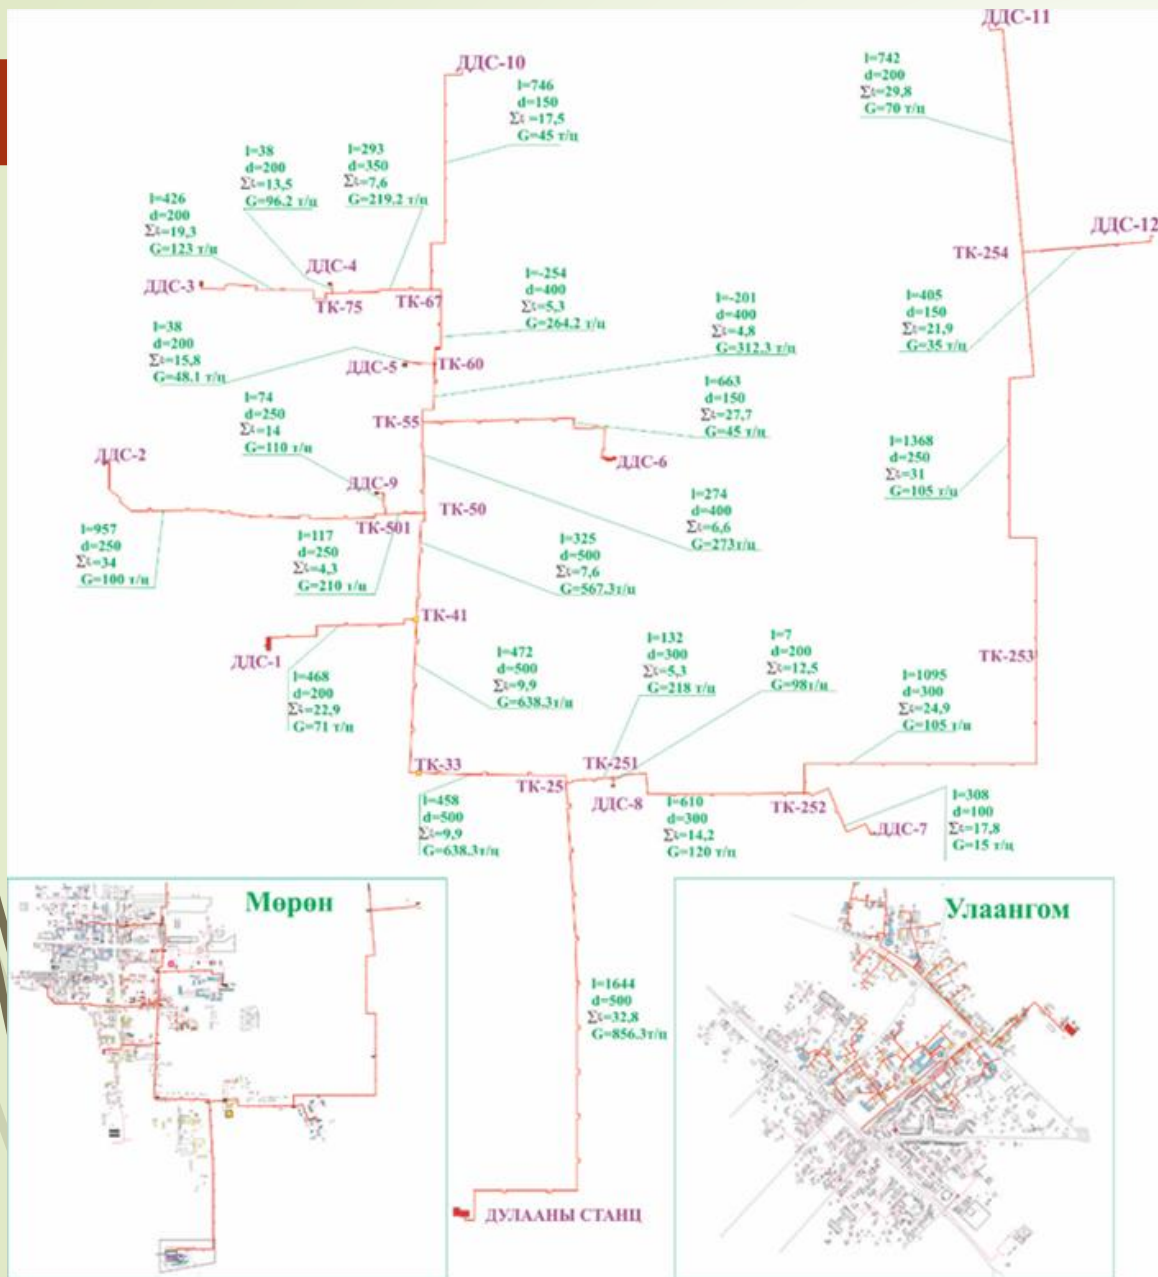 ДДС-11
ДДС-10
l=742
d=200
Σξ=29,8
G=70 т/ц
l=746
d=150
Σξ =17,5
G=45 т/ц
l=38
d=200
Σξ=13,5
G=96.2 т/ц
l=293
d=350
Σξ=7,6
G=219.2 т/ц
l=426
d=200
Σξ=19,3
G=123 т/ц
ДДС-12
ТК-254
ДДС-4
ДДС-3
ТК-75
ТК-67
l=-254
d=400
Σξ=5,3
G=264.2 т/ц
l=-201
d=400
Σξ=4,8
G=312.3 т/ц
l=405
d=150
Σξ=21,9
G=35 т/ц
l=38
d=200
Σξ=15,8
G=48.1 т/ц
ДДС-5
ТК-60
l=74
d=250
Σξ=14
G=110 т/ц
l=663
d=150
Σξ=27,7
G=45 т/ц
ТК-55
ДДС-2
ДДС-6
l=1368
d=250
Σξ=31
G=105 т/ц
ДДС-9
ТК-50
ТК-501
l=274
d=400
Σξ=6,6
G=273т/ц
l=957
d=250
Σξ=34
G=100 т/ц
l=117
d=250
Σξ=4,3
G=210 т/ц
l=325
d=500
Σξ=7,6
G=567.3т/ц
ТК-41
ДДС-1
l=468
d=200
Σξ=22,9
G=71 т/ц
l=472
d=500
Σξ=9,9
G=638.3т/ц
l=132
d=300
Σξ=5,3
G=218 т/ц
l=7
d=200
Σξ=12,5
G=98т/ц
ТК-253
l=1095
d=300
Σξ=24,9
G=105 т/ц
ТК-33
ТК-25
ТК-251
ДДС-8
ТК-252
ДДС-7
l=458
d=500
Σξ=9,9
G=638.3т/ц
l=610
d=300
Σξ=14,2
G=120 т/ц
l=308
d=100
Σξ=17,8
G=15 т/ц
Мөрөн
Улаангом
l=1644
d=500
Σξ=32,8
G=856.3т/ц
ДУЛААНЫ СТАНЦ